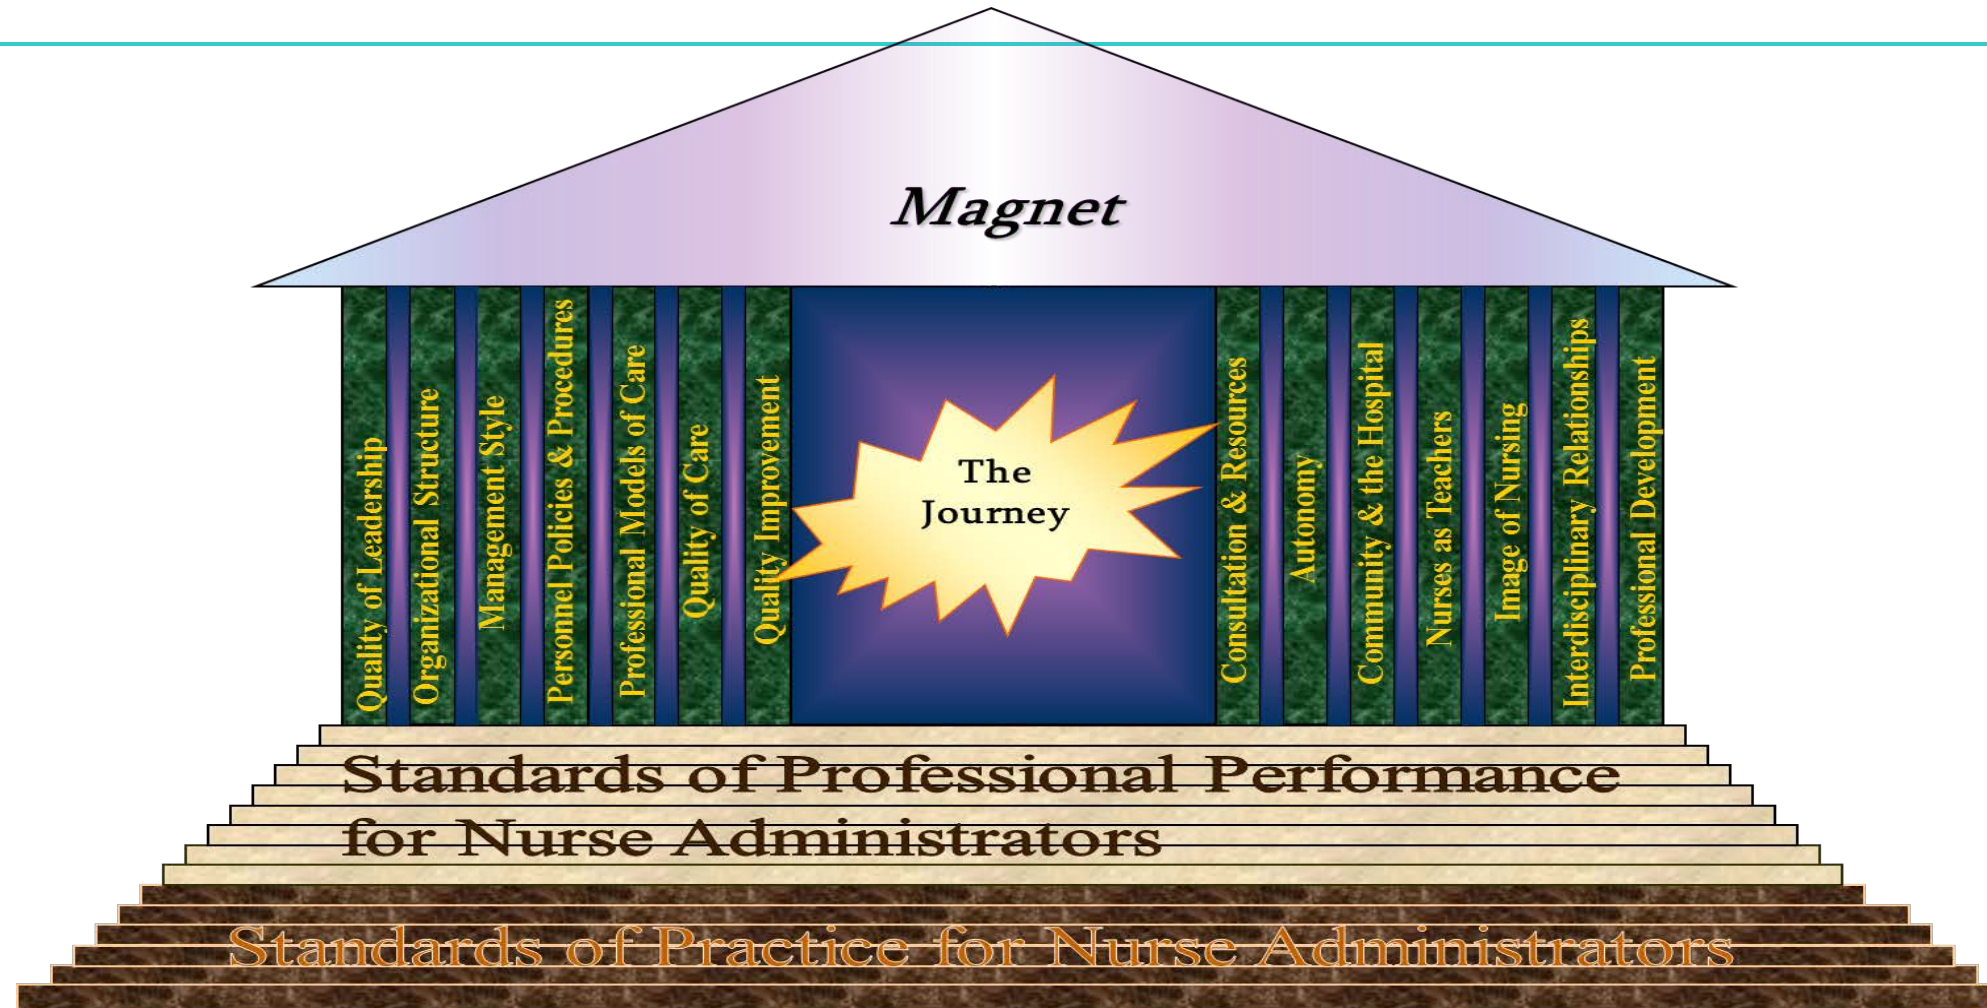 Magnet
Quality of Leadership
Organizational Structure
Management Style
Personnel Policies & Procedures
Professional Models of Care
Quality of Care
Quality Improvement
The
Journey
Consultation & Resources
Autonomy
Community & the Hospital
Nurses as Teachers
Image of Nursing
Interdisciplinary Relationships
Professional Development
Standards of Professional Performance
for Nurse Administrators
Standards of Practice for Nurse Administrators